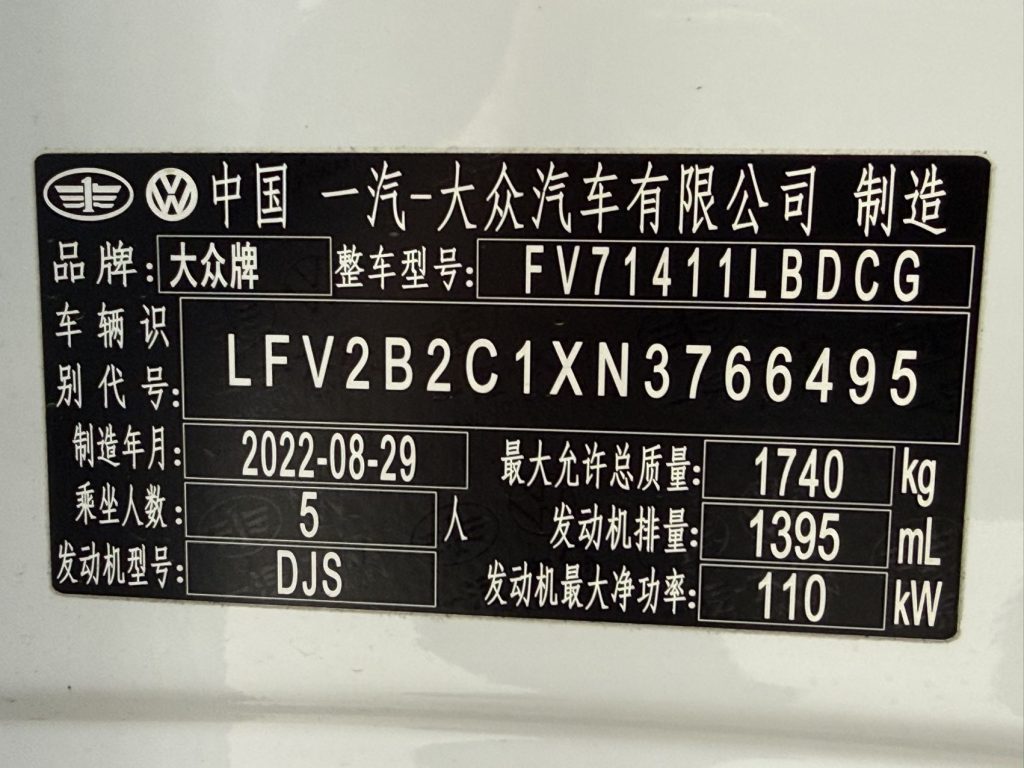 中国 一汽-大众汽车有限公司 制造
品牌: 大众牌 整车型号: FV71411LBDCG
车辆识别代号: LFV2B2C1XN3766495
制造年月: 2022-08-29 最大允许总质量: 1740 kg
乘坐人数: 5 人 发动机排量: 1395 mL
发动机型号: DJS 发动机最大净功率: 110 kW